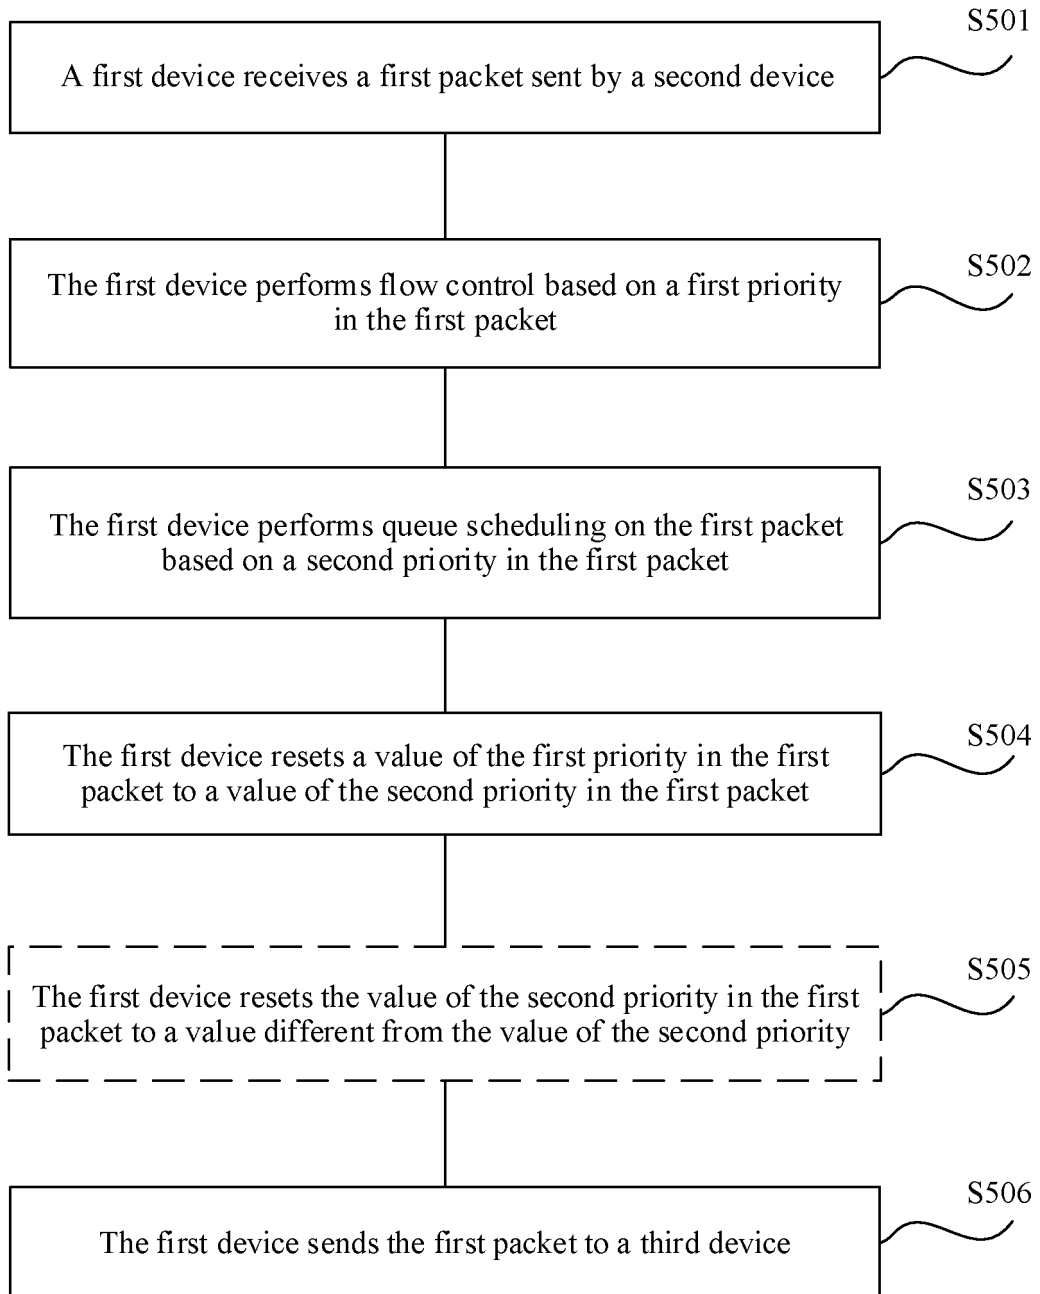 S501
A first device receives a first packet sent by a second device
S502
The first device performs flow control based on a first priority
in the first packet
S503
The first device performs queue scheduling on the first packet
based on a second priority in the first packet
S504
The first device resets a value of the first priority in the first
packet to a value of the second priority in the first packet
S505
The first device resets the value of the second priority in the first
packet to a value different from the value of the second priority
S506
The first device sends the first packet to a third device